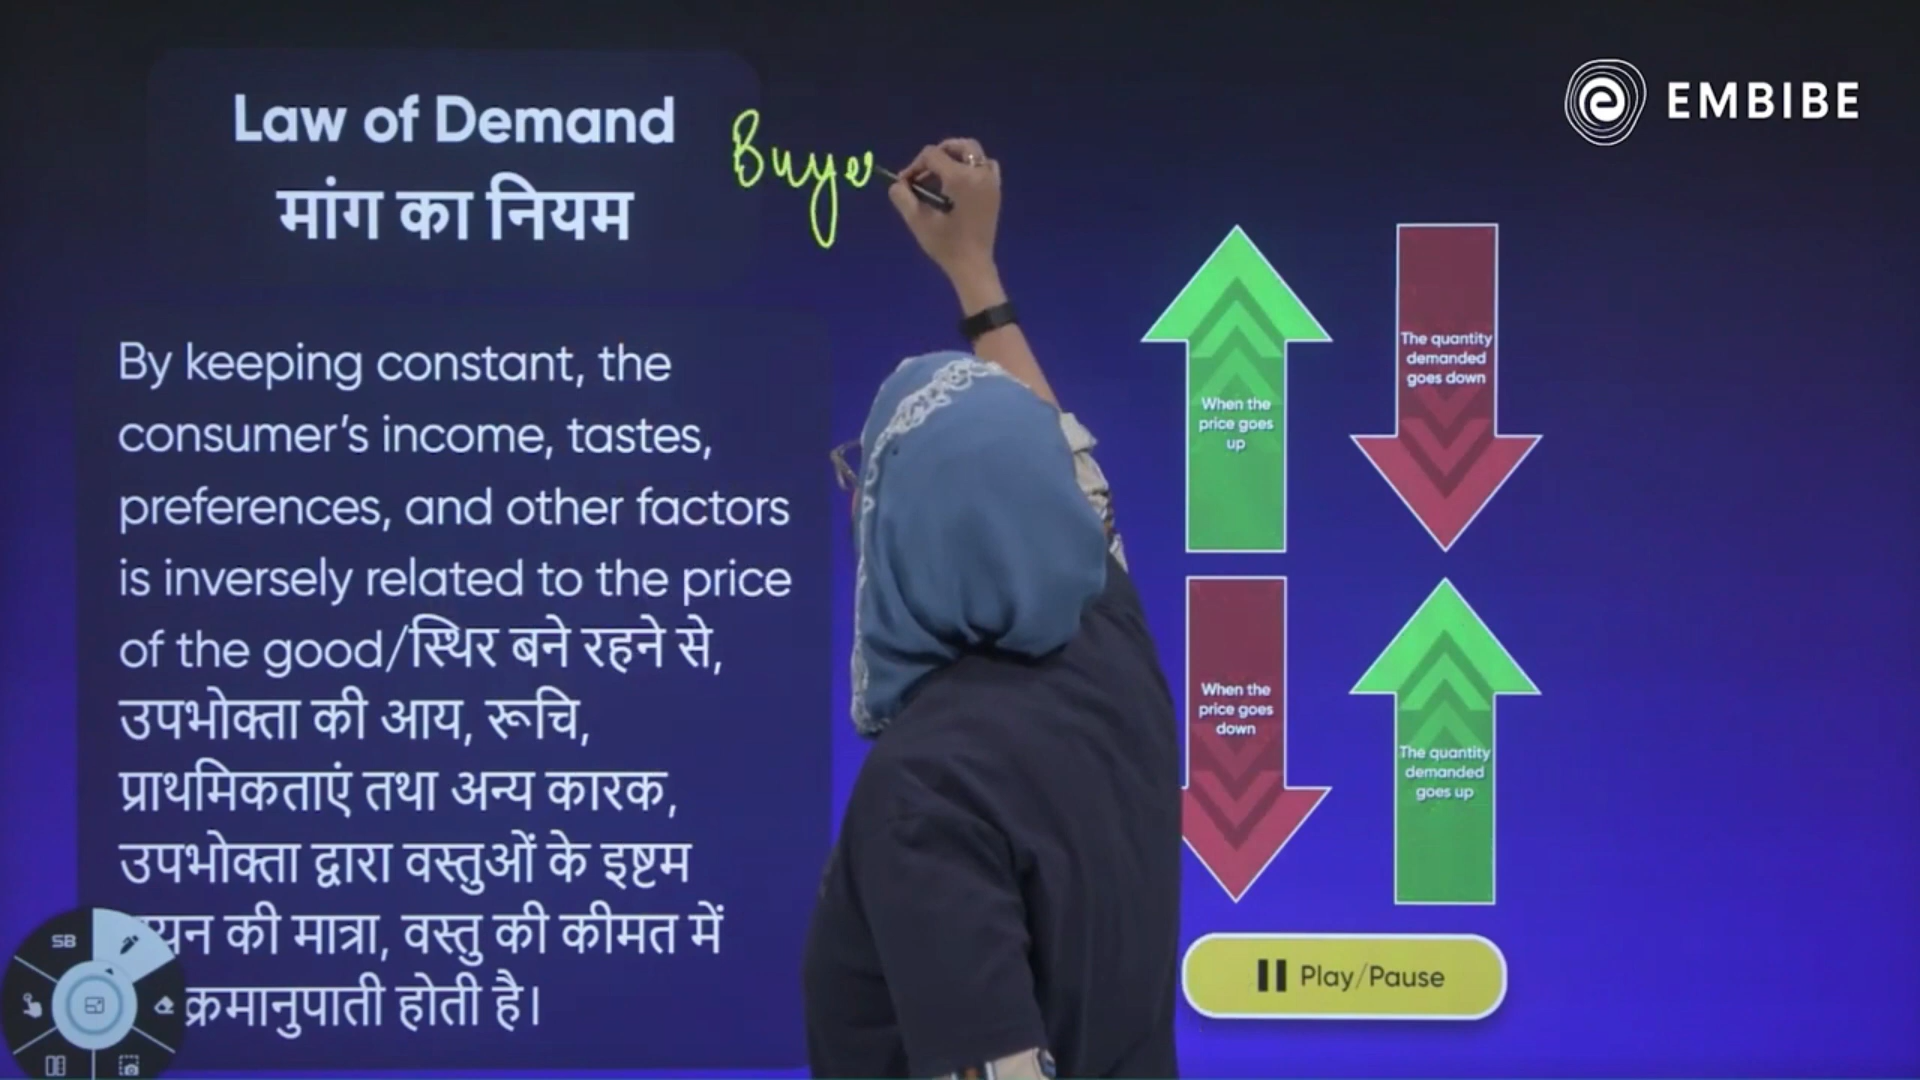 Law of Demand
मांग का नियम
Buye
EMBIBE
By keeping constant, the
consumer's income, tastes,
preferences, and other factors
is inversely related to the price
of the good/स्थिर बने रहने से,
उपभोक्ता की आय, रूचि,
प्राथमिकताएं तथा अन्य कारक,
उपभोक्ता द्वारा वस्तुओं के इष्टम
की मात्रा, वस्तु की कीमत में
क्रमानुपाती होती है।
When the
price goes
up
The quantity
demanded
goes down
When the
price goes
down
The quantity
demanded
goes up
Play/Pause
SB